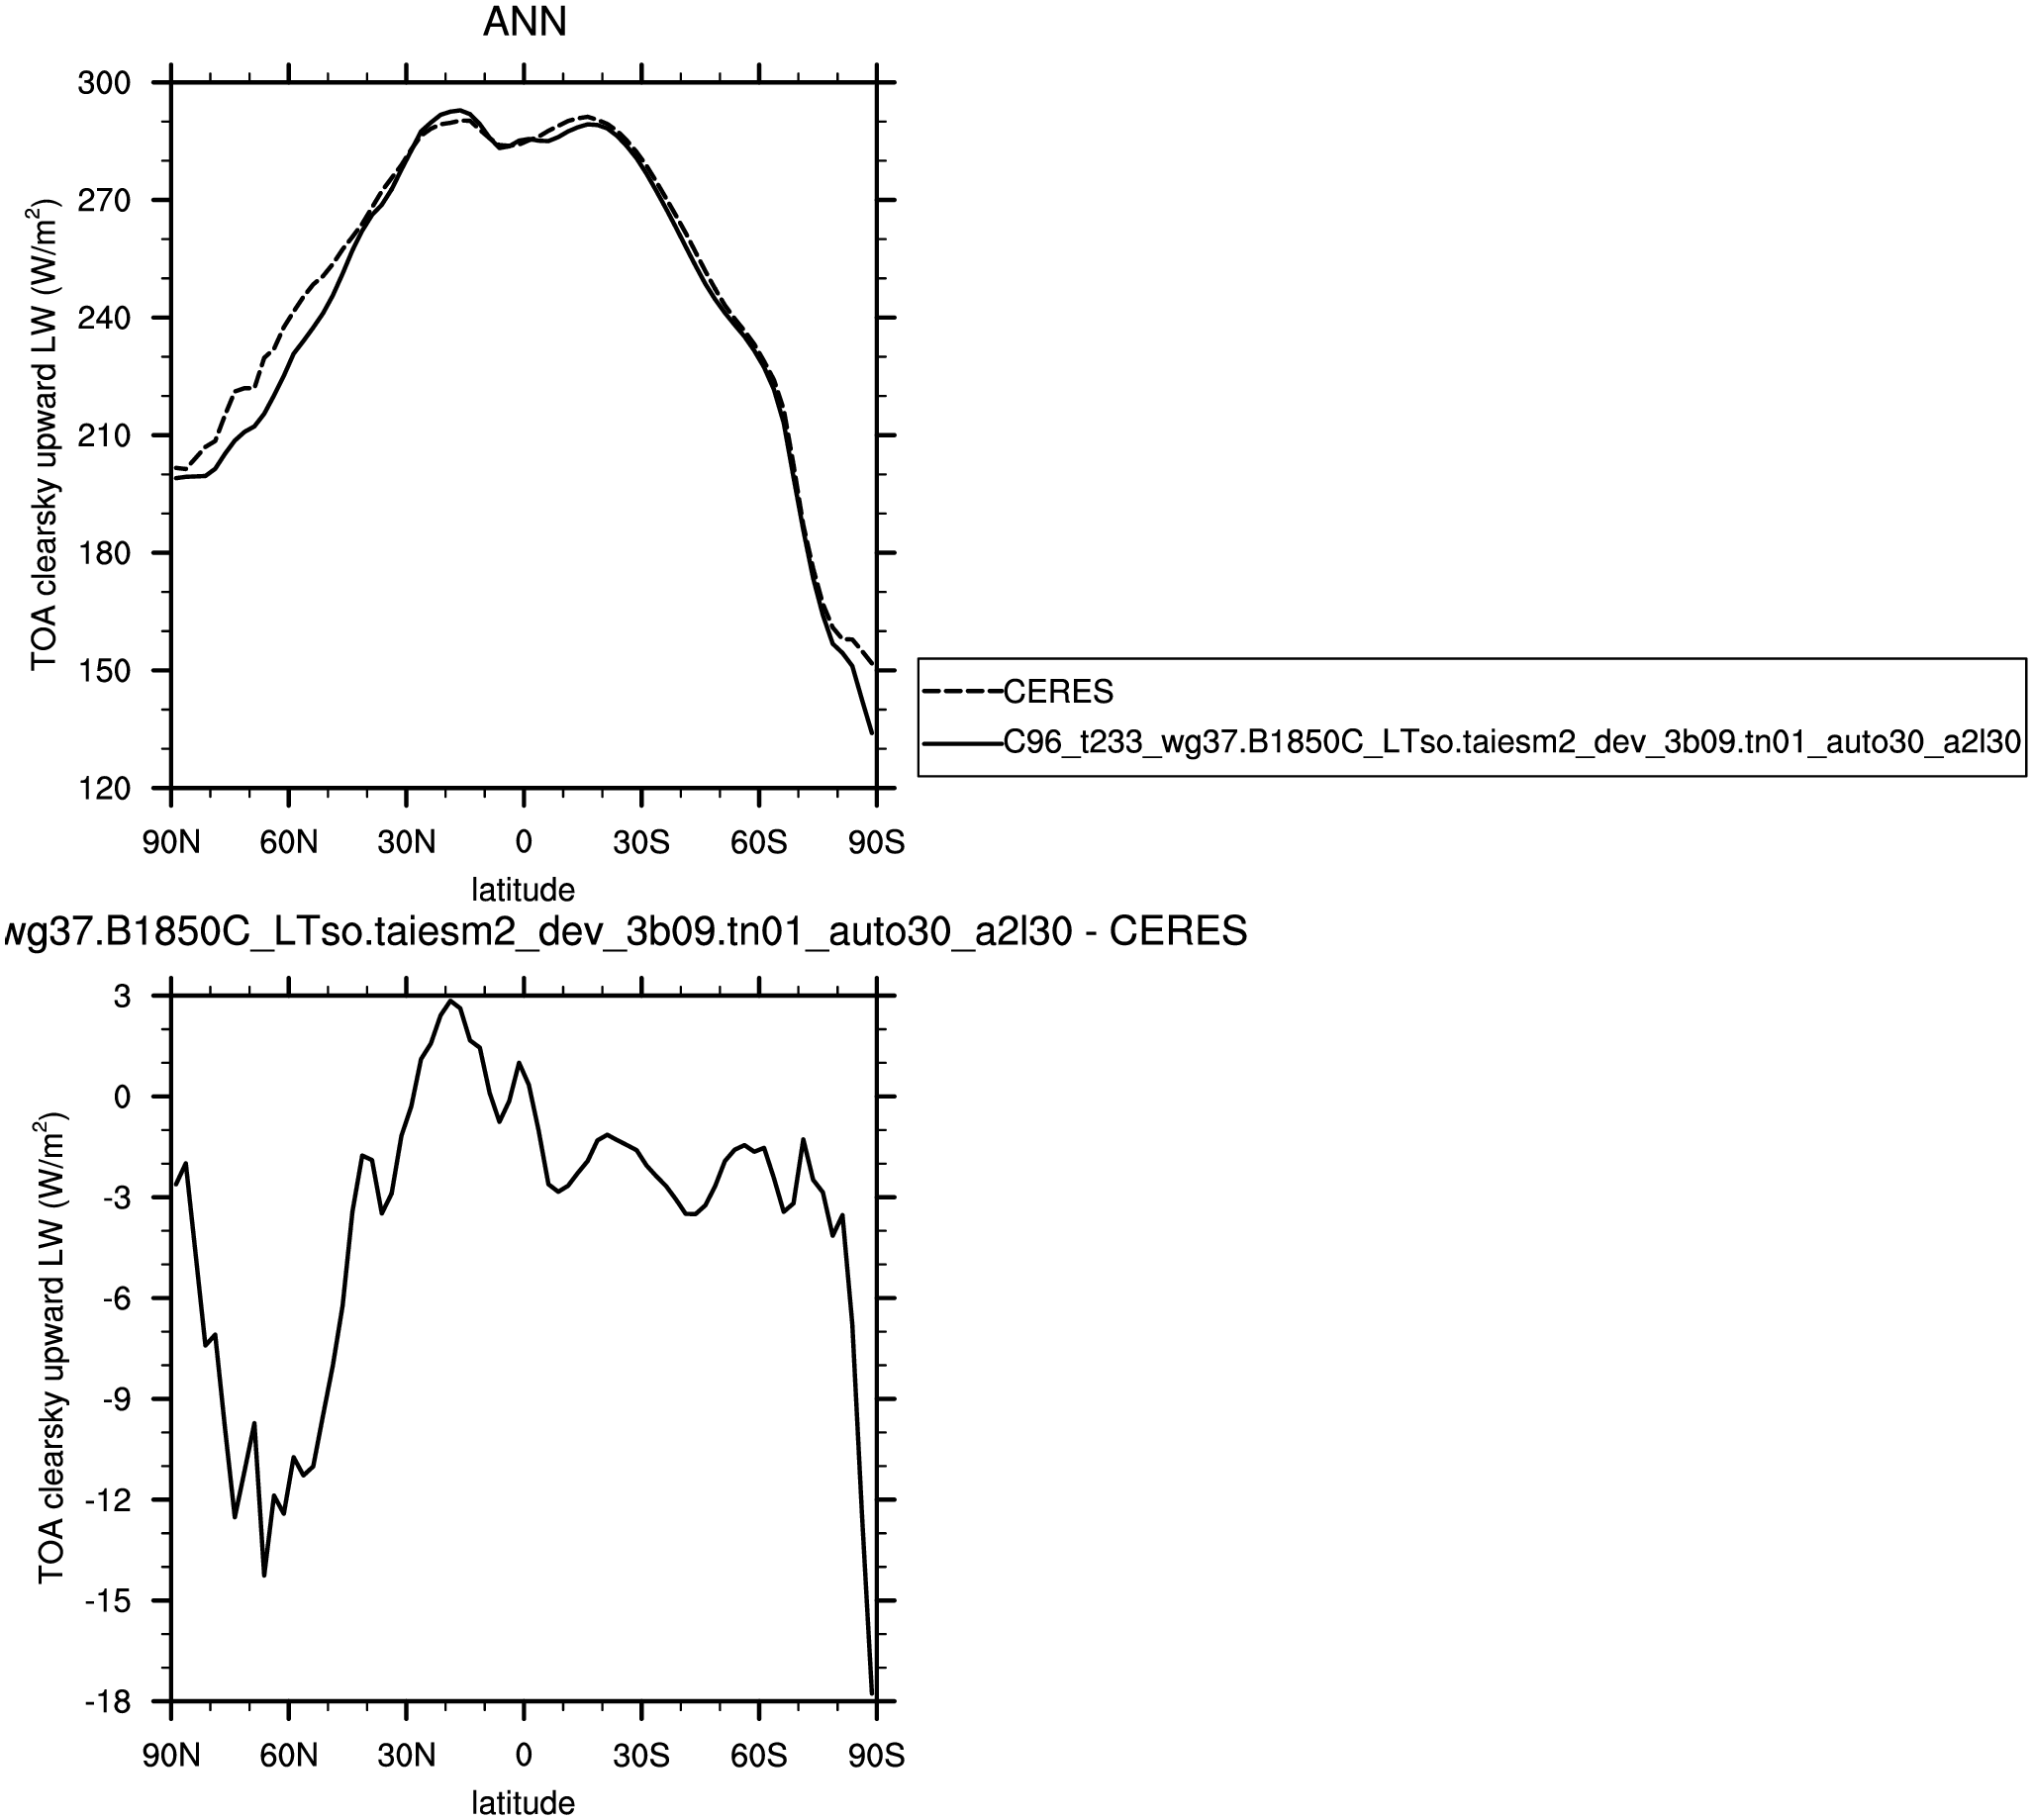 ANN
TOA clearsky upward LW (W/m²)
300
270
240
210
180
150
120
90N 60N 30N 0 30S 60S 90S
latitude
CERES
C96_t233_wg37.B1850C_LTso.taiesm2_dev_3b09.tn01_auto30_a2l30
wg37.B1850C_LTso.taiesm2_dev_3b09.tn01_auto30_a2l30 - CERES
TOA clearsky upward LW (W/m²)
3
0
-3
-6
-9
-12
-15
-18
90N 60N 30N 0 30S 60S 90S
latitude